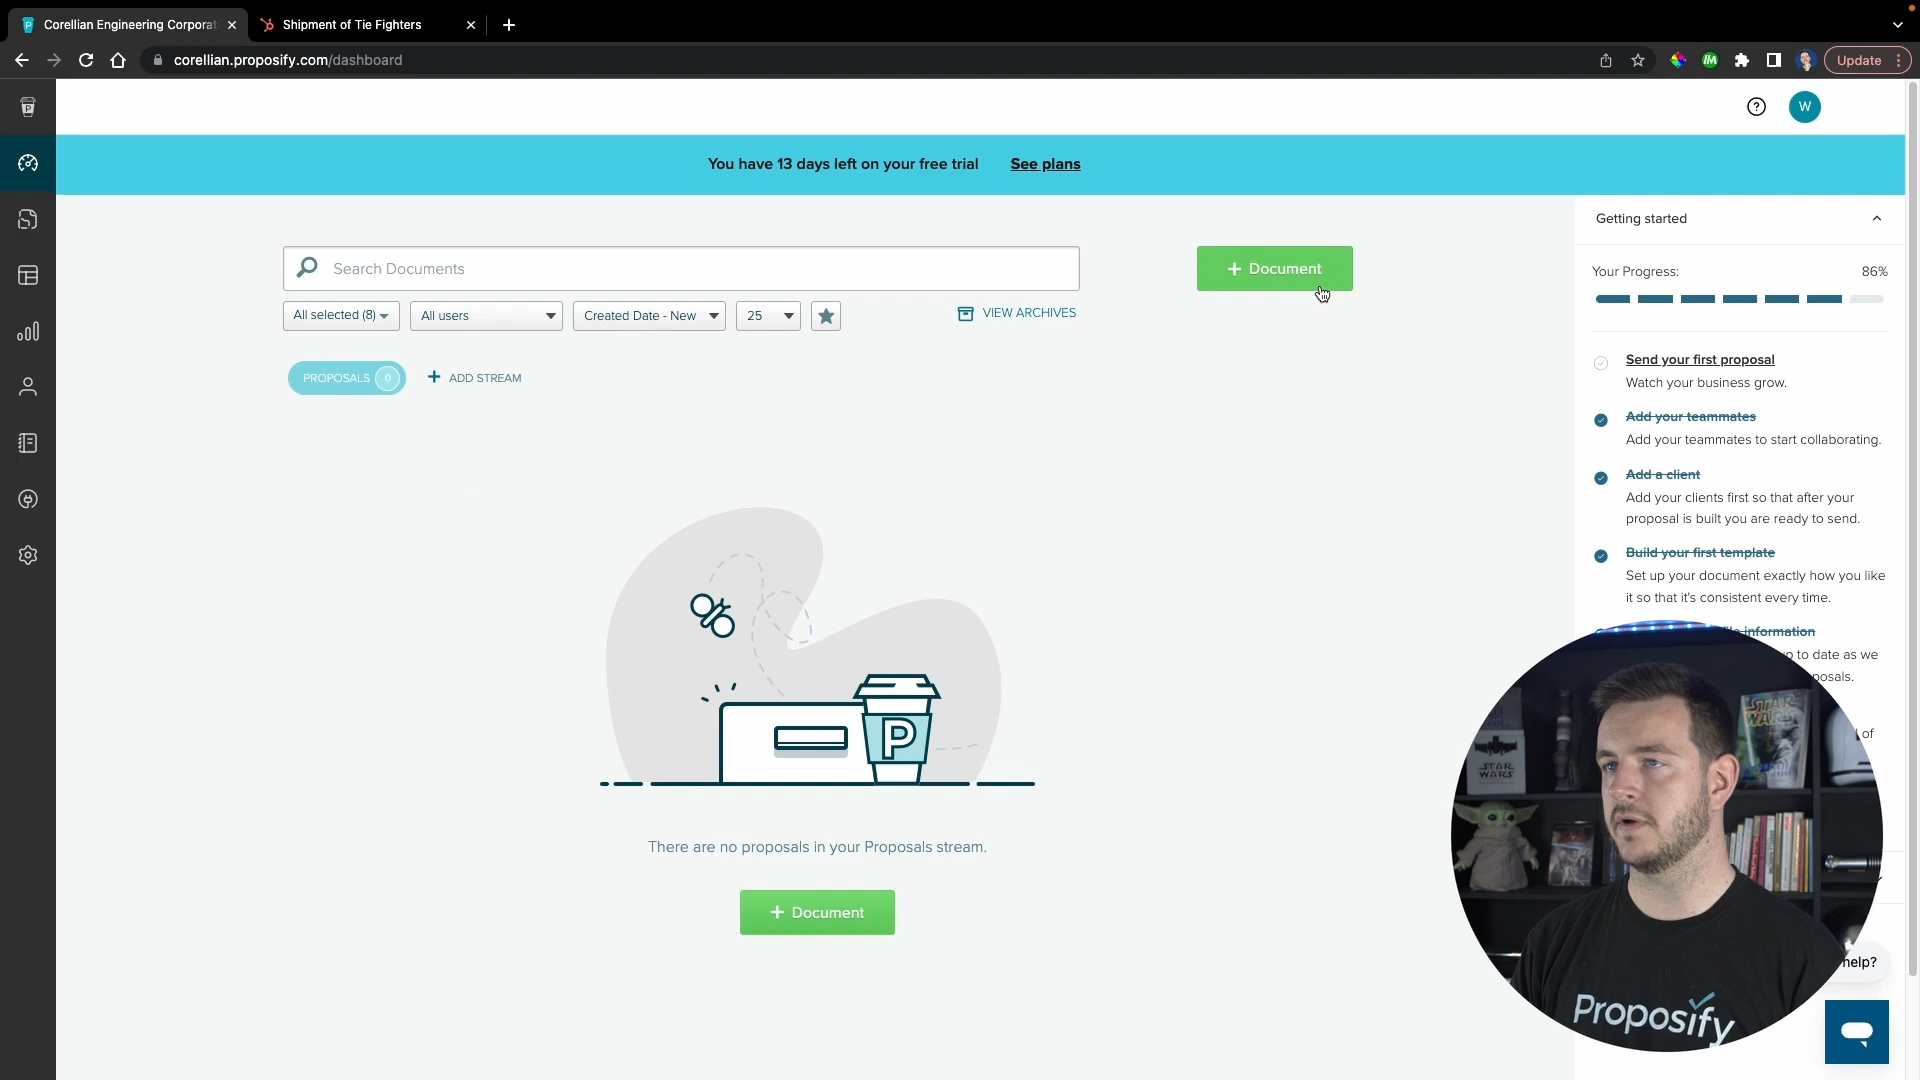 Corellian Engineering Corporat
Shipment of Tie Fighters
corellian.proposify.com/dashboard
Update
P
W
You have 13 days left on your free trial
See plans
Getting started
Search Documents
+ Document
Your Progress:
86%
All selected (8)
All users
Created Date - New
25
VIEW ARCHIVES
PROPOSALS 0
+ ADD STREAM
Send your first proposal
Watch your business grow.
Add your teammates
Add your teammates to start collaborating.
Add a client
Add your clients first so that after your
proposal is built you are ready to send.
Build your first template
Set up your document exactly how you like
it so that it's consistent every time.
information
to date as we
of
P
STAR
WARS
STAR
WARS
There are no proposals in your Proposals stream.
+ Document
help?
Proposify